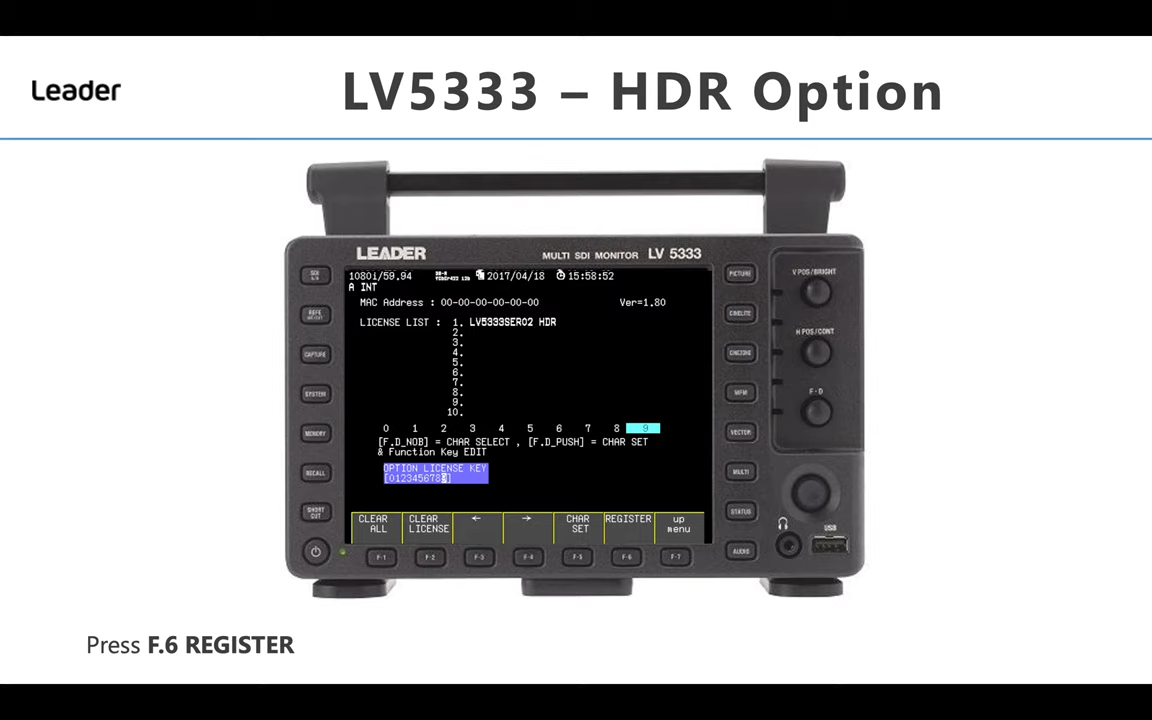 Leader
LV5333 – HDR Option
LEADER
MULTI SDI MONITOR LV 5333
1080i/59.94 2017/04/18 15:58:52
A INT
MAC Address : 00-00-00-00-00-00 Ver=1.80
LICENSE LIST : 1. LV5333SER02 HDR
2.
3.
4.
5.
6.
7.
8.
9.
10.
0 1 2 3 4 5 6 7 8 9
[F.D_NOB] = CHAR SELECT , [F.D_PUSH] = CHAR SET
& Function Key EDIT
OPTION LICENSE KEY
[0123456789]
CLEAR ALL
CLEAR LICENSE
←
→
CHAR SET
REGISTER
up menu
F·1 F·2 F·3 F·4 F·5 F·6 F·7
CAPTURE
SYSTEM
MEMORY
RECALL
SHORT CUT
PICTURE
CINELITE
CINEZONE
WFM
VECTOR
MULTI
STATUS
AUDIO
V POS/BRIGHT
H POS/CONT
F·D
USB
Press F.6 REGISTER